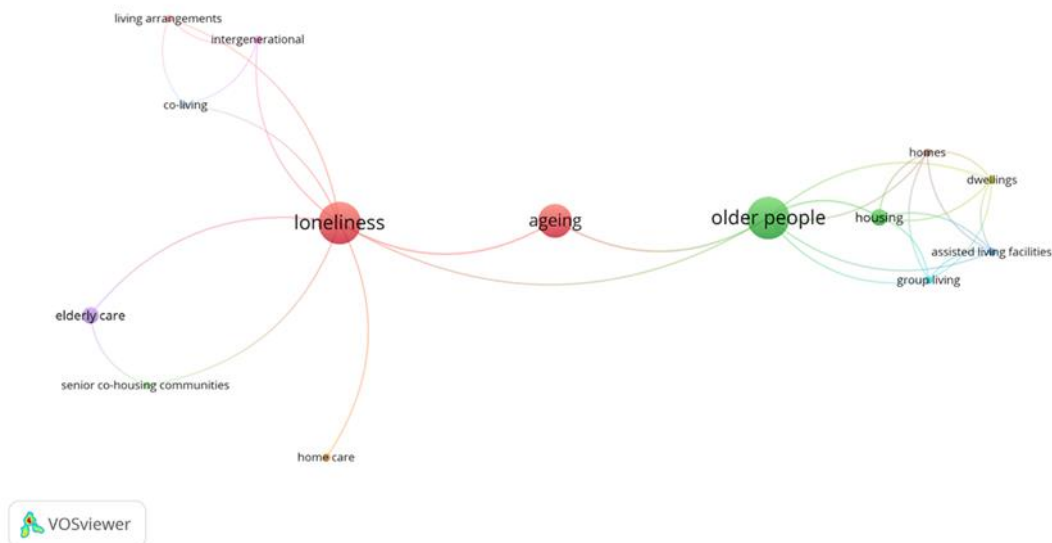 living arrangements
intergenerational
co-living
homes
dwellings
loneliness
ageing
older people
housing
assisted living facilities
group living
elderly care
senior co-housing communities
home care
VOSviewer